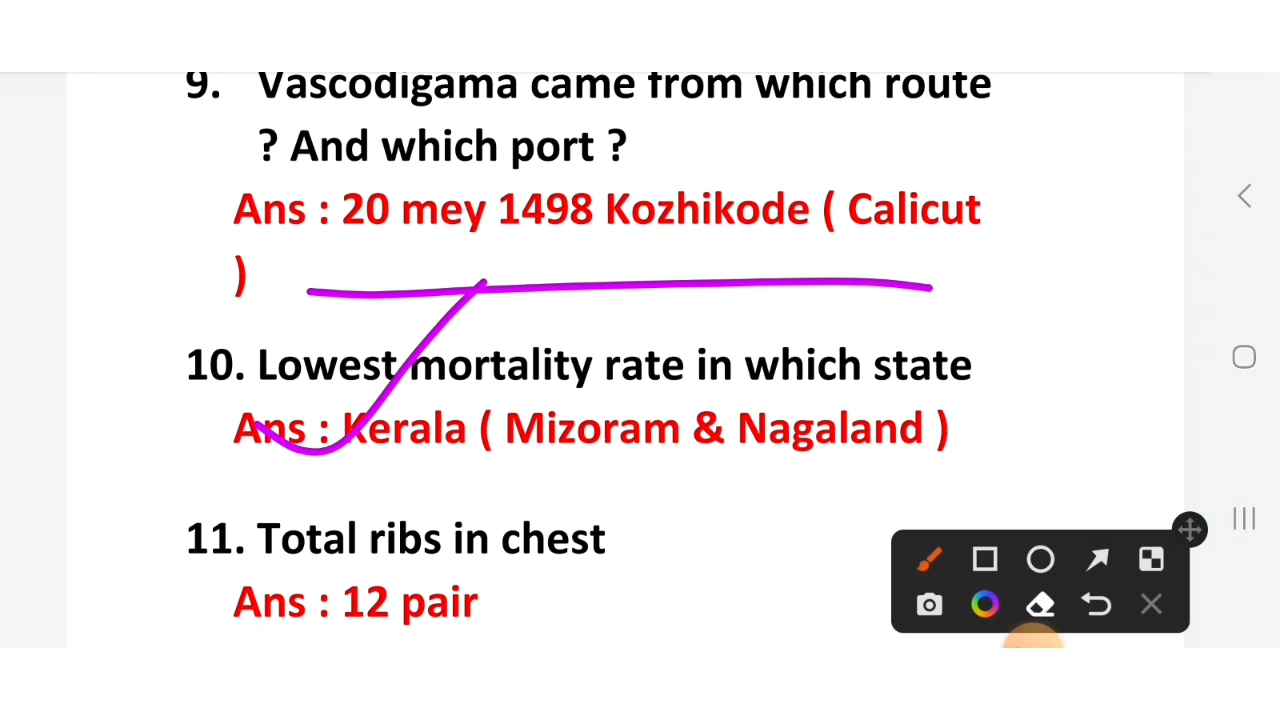 9. Vascodigama came from which route
? And which port ?
Ans : 20 mey 1498 Kozhikode ( Calicut
)
10. Lowest mortality rate in which state
Ans : Kerala ( Mizoram & Nagaland )
11. Total ribs in chest
Ans : 12 pair